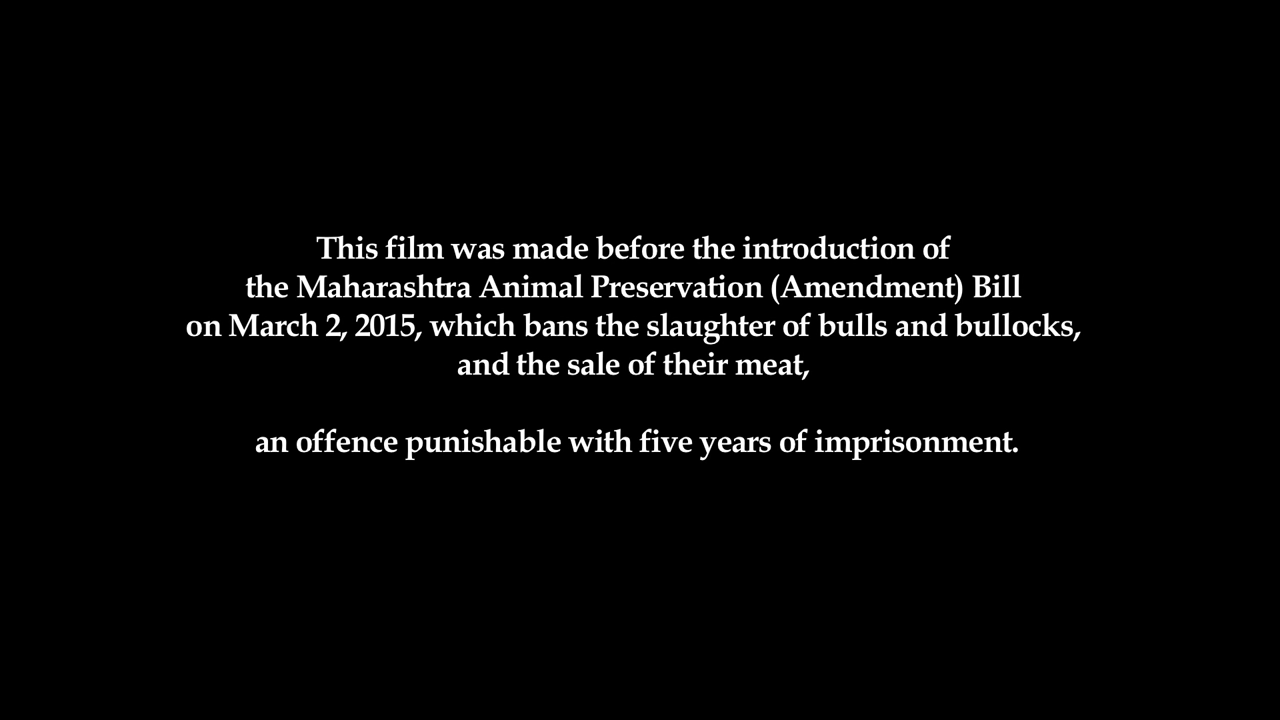 This film was made before the introduction of
the Maharashtra Animal Preservation (Amendment) Bill
on March 2, 2015, which bans the slaughter of bulls and bullocks,
and the sale of their meat,
an offence punishable with five years of imprisonment.